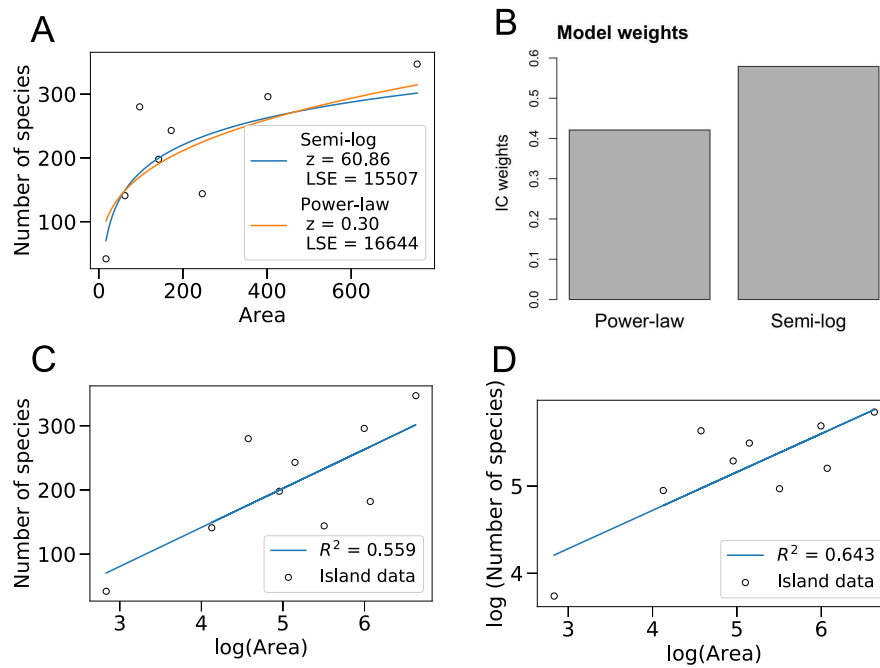 A
Number of species
300
200
100
0
200
400
600
Area
Semi-log
z = 60.86
LSE = 15507
Power-law
z = 0.30
LSE = 16644
B
Model weights
IC weights
0.6
0.5
0.4
0.3
0.2
0.1
0.0
Power-law
Semi-log
C
Number of species
300
200
100
3
4
5
6
log(Area)
R² = 0.559
Island data
D
log (Number of species)
5
4
3
4
5
6
log(Area)
R² = 0.643
Island data